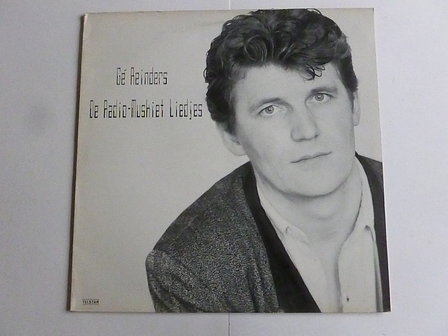 Gé Reinders
De Radio-Muskiet Liedjes
TELSTAR